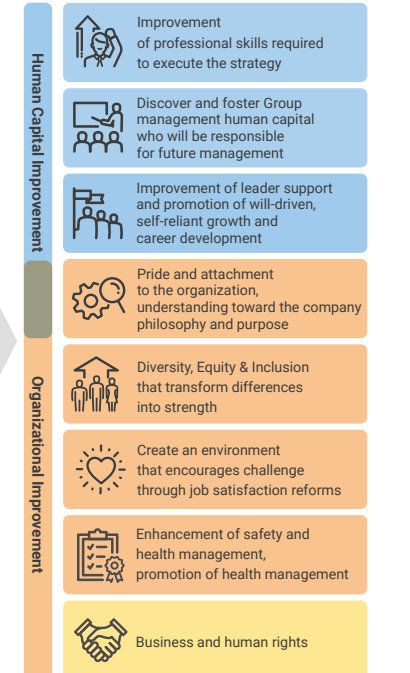 Human Capital Improvement
Improvement
of professional skills required
to execute the strategy
Discover and foster Group
management human capital
who will be responsible
for future management
Improvement of leader support
and promotion of will-driven,
self-reliant growth and
career development
Pride and attachment
to the organization,
understanding toward the company
philosophy and purpose
Organizational Improvement
Diversity, Equity & Inclusion
that transform differences
into strength
Create an environment
that encourages challenge
through job satisfaction reforms
Enhancement of safety and
health management,
promotion of health management
Business and human rights